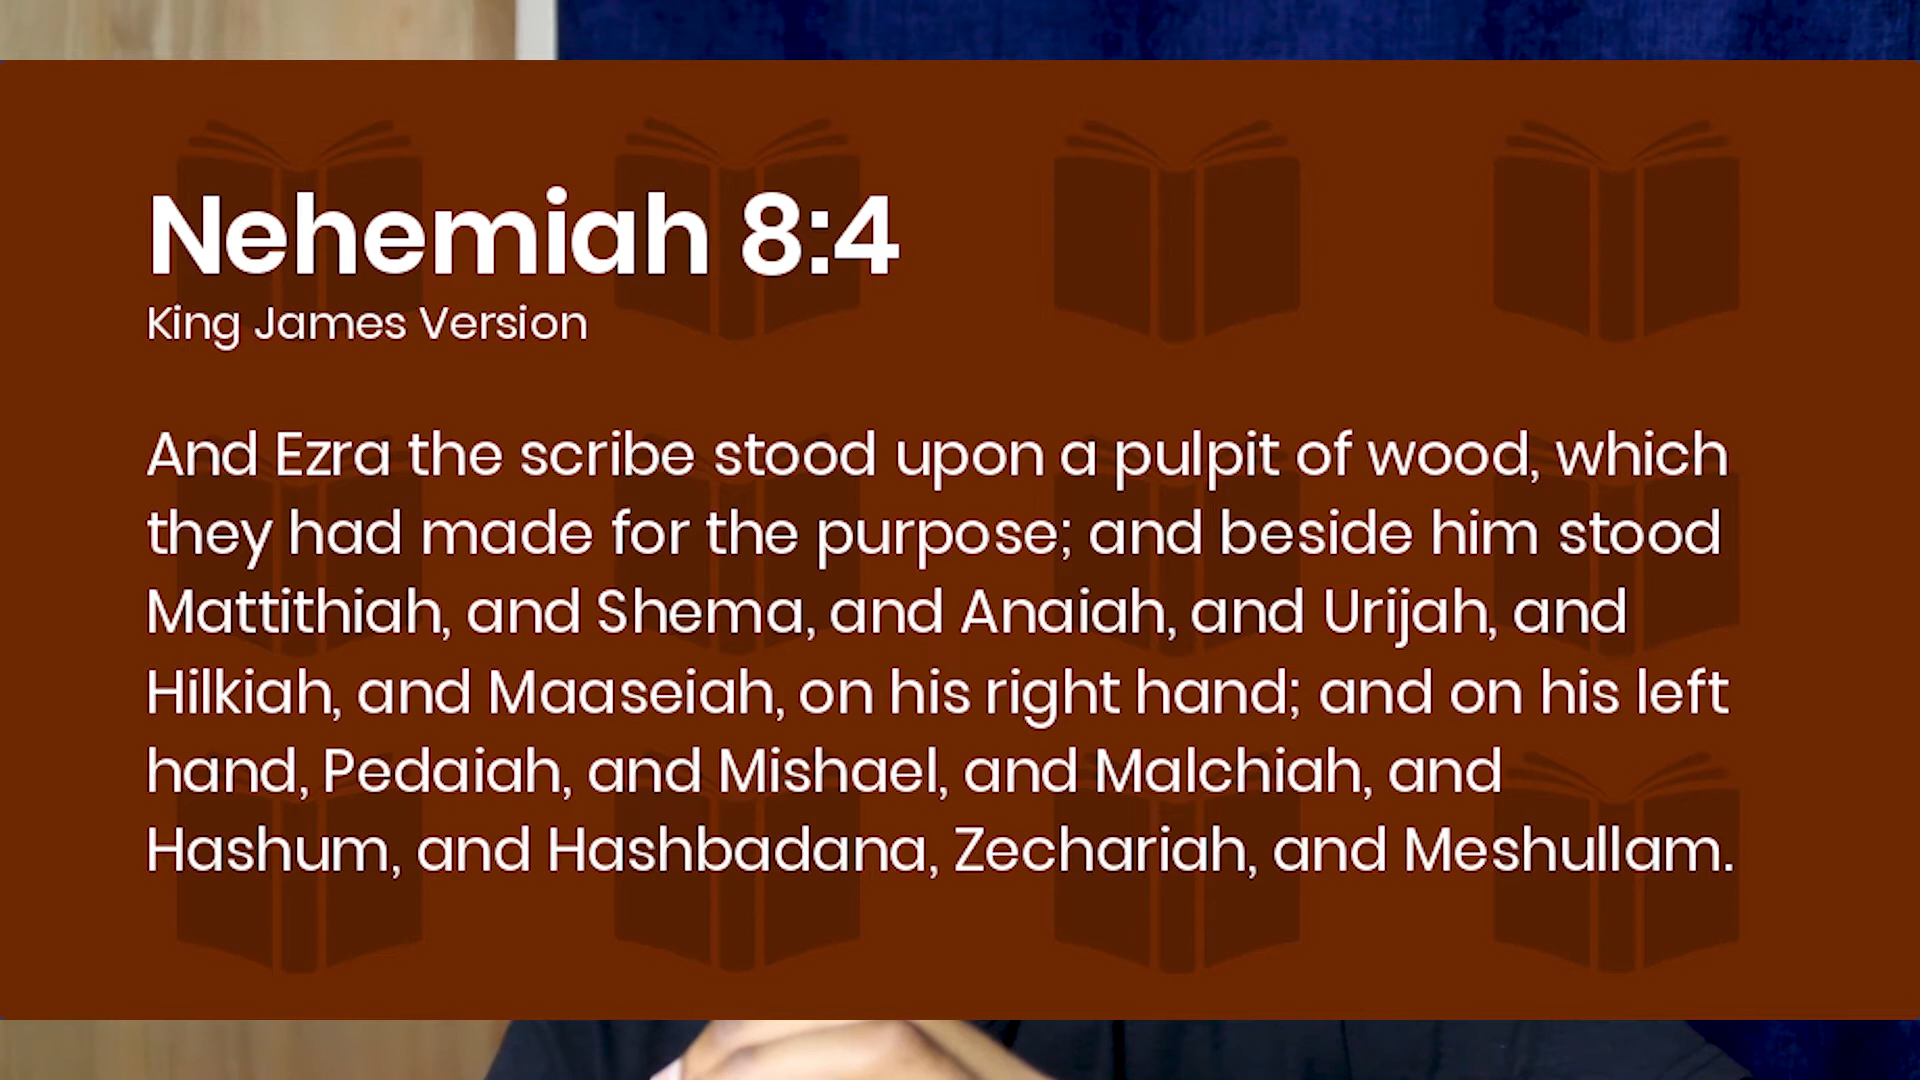 Nehemiah 8:4
King James Version
And Ezra the scribe stood upon a pulpit of wood, which
they had made for the purpose; and beside him stood
Mattithiah, and Shema, and Anaiah, and Urijah, and
Hilkiah, and Maaseiah, on his right hand; and on his left
hand, Pedaiah, and Mishael, and Malchiah, and
Hashum, and Hashbadana, Zechariah, and Meshullam.